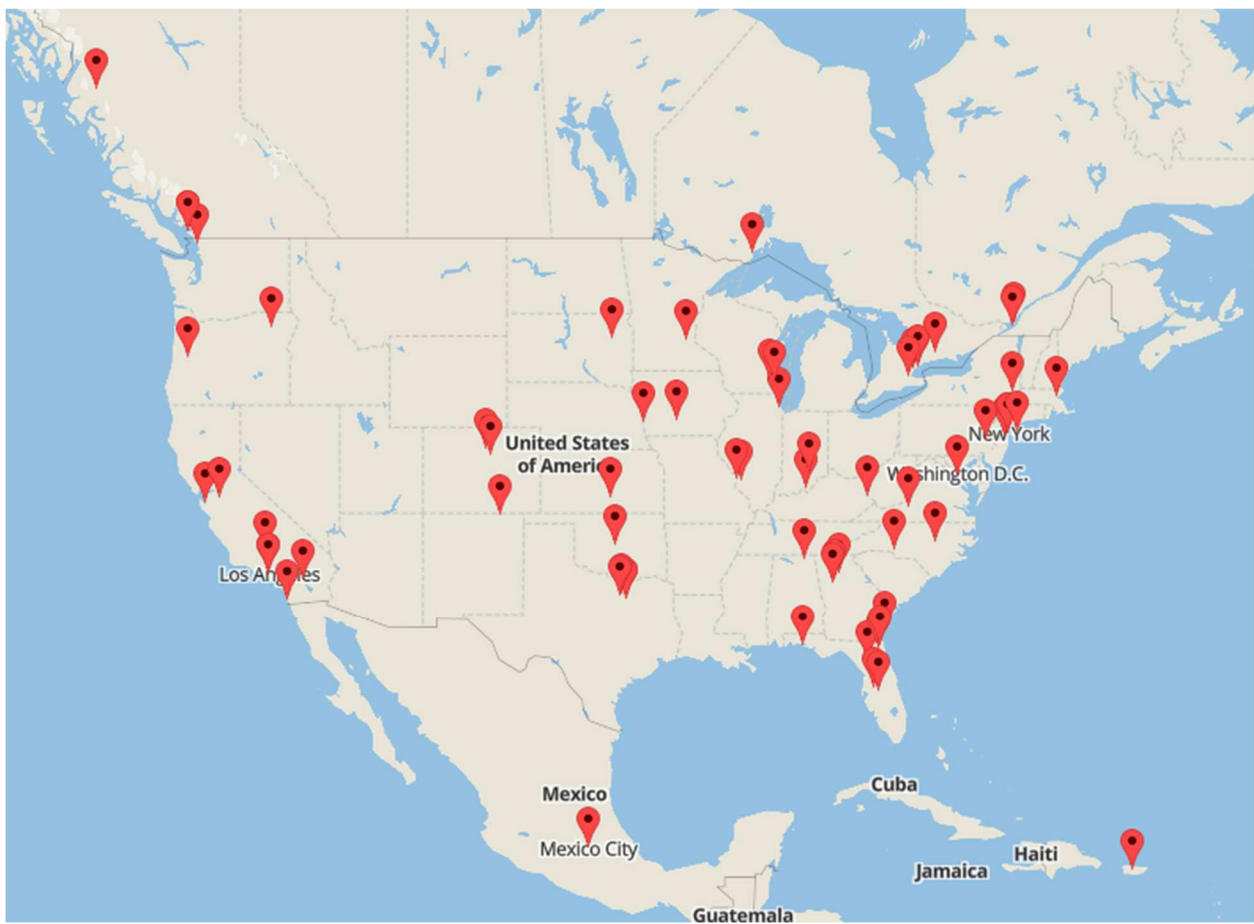 United States
of America
New York
Washington D.C.
Los Angeles
Mexico
Mexico City
Cuba
Haiti
Jamaica
Guatemala